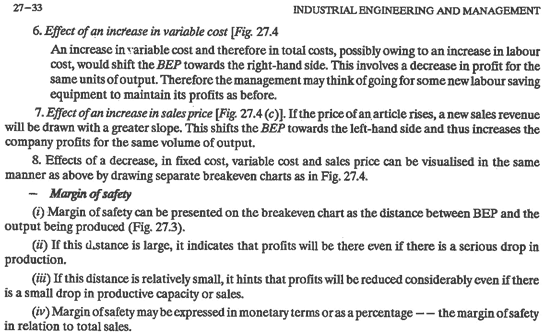 27–33 INDUSTRIAL ENGINEERING AND MANAGEMENT
6. Effect of an increase in variable cost [Fig. 27.4
An increase in variable cost and therefore in total costs, possibly owing to an increase in labour
cost, would shift the BEP towards the right-hand side. This involves a decrease in profit for the
same units of output. Therefore the management may think of going for some new labour saving
equipment to maintain its profits as before.
7. Effect of an increase in sales price [Fig. 27.4 (c)]. If the price of an article rises, a new sales revenue
will be drawn with a greater slope. This shifts the BEP towards the left-hand side and thus increases the
company profits for the same volume of output.
8. Effects of a decrease, in fixed cost, variable cost and sales price can be visualised in the same
manner as above by drawing separate breakeven charts as in Fig. 27.4.
– Margin of safety
(i) Margin of safety can be presented on the breakeven chart as the distance between BEP and the
output being produced (Fig. 27.3).
(ii) If this distance is large, it indicates that profits will be there even if there is a serious drop in
production.
(iii) If this distance is relatively small, it hints that profits will be reduced considerably even if there
is a small drop in productive capacity or sales.
(iv) Margin of safety may be expressed in monetary terms or as a percentage – – the margin of safety
in relation to total sales.